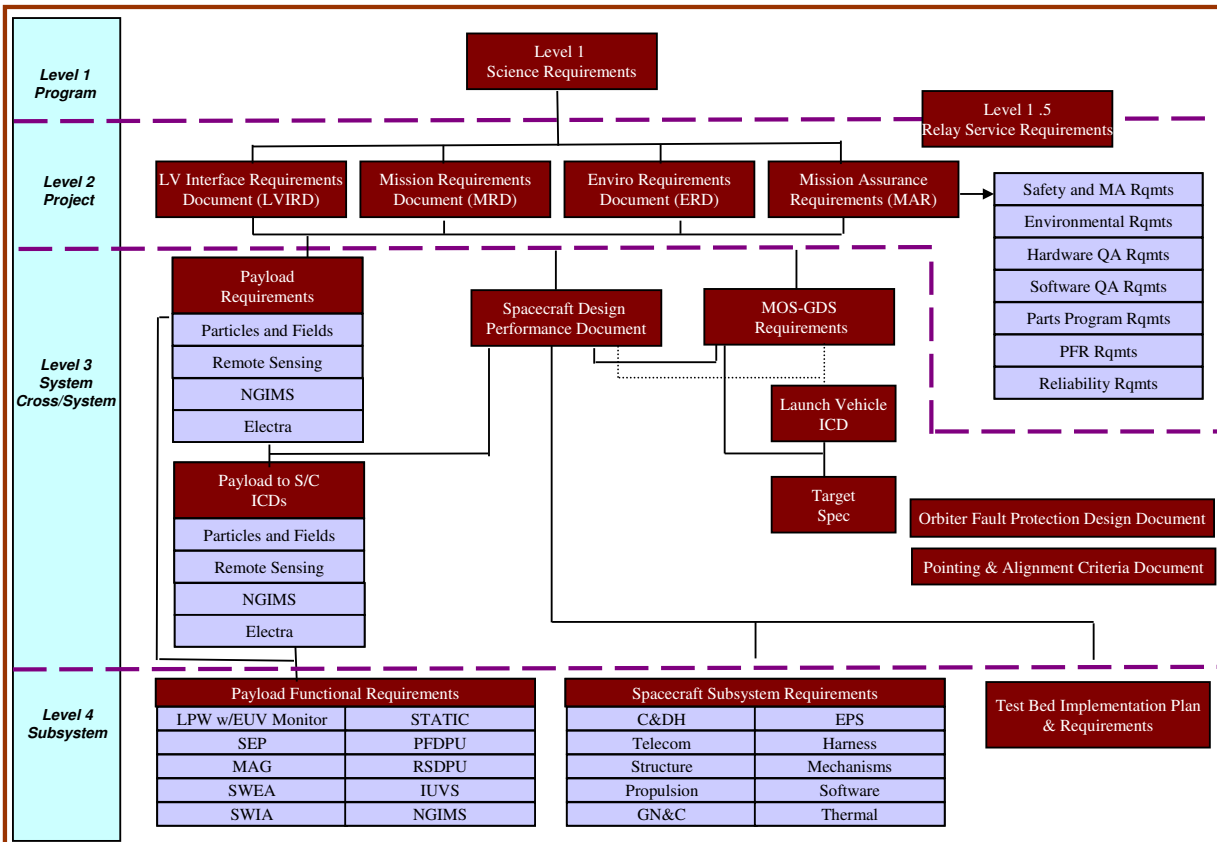 Level 1
Program
Level 1
Science Requirements
Level 1 .5
Relay Service Requirements
Level 2
Project
LV Interface Requirements
Document (LVIRD)
Mission Requirements
Document (MRD)
Enviro Requirements
Document (ERD)
Mission Assurance
Requirements (MAR)
Safety and MA Rqmts
Environmental Rqmts
Hardware QA Rqmts
Software QA Rqmts
Parts Program Rqmts
PFR Rqmts
Reliability Rqmts
Level 3
System
Cross/System
Payload
Requirements
Particles and Fields
Remote Sensing
NGIMS
Electra
Spacecraft Design
Performance Document
MOS-GDS
Requirements
Launch Vehicle
ICD
Target
Spec
Payload to S/C
ICDs
Particles and Fields
Remote Sensing
NGIMS
Electra
Orbiter Fault Protection Design Document
Pointing & Alignment Criteria Document
Level 4
Subsystem
Payload Functional Requirements
LPW w/EUV Monitor
STATIC
SEP
PFDPU
MAG
RSDPU
SWEA
IUVS
SWIA
NGIMS
Spacecraft Subsystem Requirements
C&DH
EPS
Telecom
Harness
Structure
Mechanisms
Propulsion
Software
GN&C
Thermal
Test Bed Implementation Plan
& Requirements